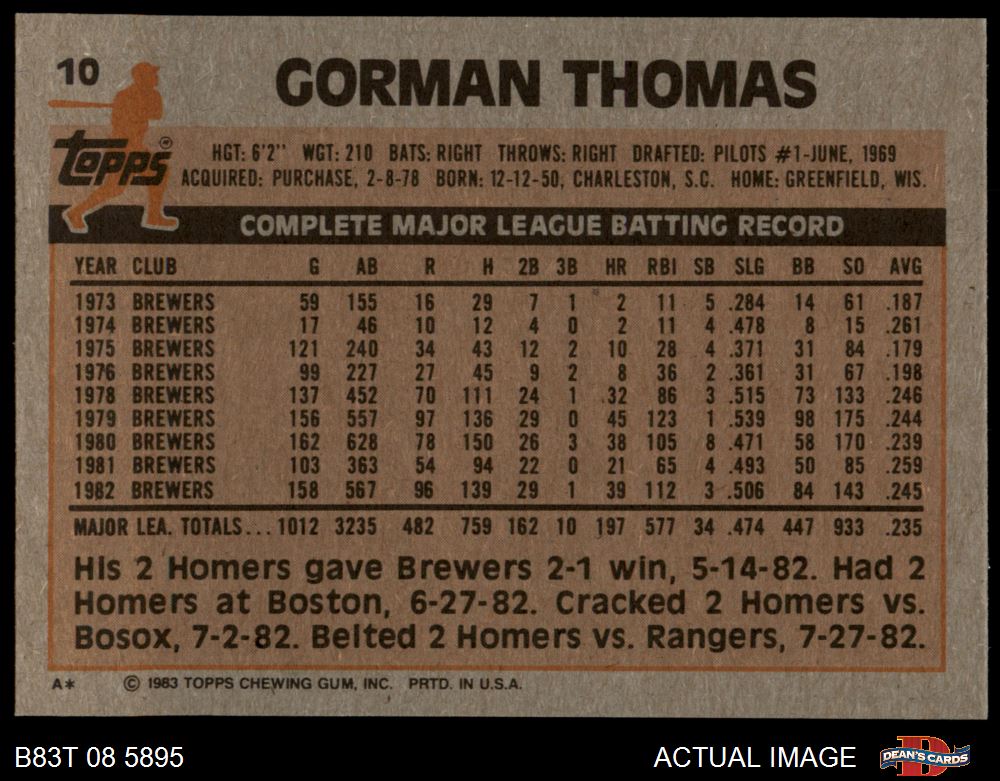 10
GORMAN THOMAS
topps
HGT: 6'2" WGT: 210 BATS: RIGHT THROWS: RIGHT DRAFTED: PILOTS #1-JUNE, 1969
ACQUIRED: PURCHASE, 2-8-78 BORN: 12-12-50, CHARLESTON, S.C. HOME: GREENFIELD, WIS.
COMPLETE MAJOR LEAGUE BATTING RECORD
YEAR CLUB G AB R H 2B 3B HR RBI SB SLG BB SO AVG
1973 BREWERS 59 155 16 29 7 1 2 11 5 .284 14 61 .187
1974 BREWERS 17 46 10 12 4 0 2 11 4 .478 8 15 .261
1975 BREWERS 121 240 34 43 12 2 10 28 4 .371 31 84 .179
1976 BREWERS 99 227 27 45 9 2 8 36 2 .361 31 67 .198
1978 BREWERS 137 452 70 111 24 1 32 86 3 .515 73 133 .246
1979 BREWERS 156 557 97 136 29 0 45 123 1 .539 98 175 .244
1980 BREWERS 162 628 78 150 26 3 38 105 8 .471 58 170 .239
1981 BREWERS 103 363 54 94 22 0 21 65 4 .493 50 85 .259
1982 BREWERS 158 567 96 139 29 1 39 112 3 .506 84 143 .245
MAJOR LEA. TOTALS... 1012 3235 482 759 162 10 197 577 34 .474 447 933 .235
His 2 Homers gave Brewers 2-1 win, 5-14-82. Had 2
Homers at Boston, 6-27-82. Cracked 2 Homers vs.
Bosox, 7-2-82. Belted 2 Homers vs. Rangers, 7-27-82.
A* © 1983 TOPPS CHEWING GUM, INC. PRTD. IN U.S.A.
B83T 08 5895 ACTUAL IMAGE DEAN'S CARDS